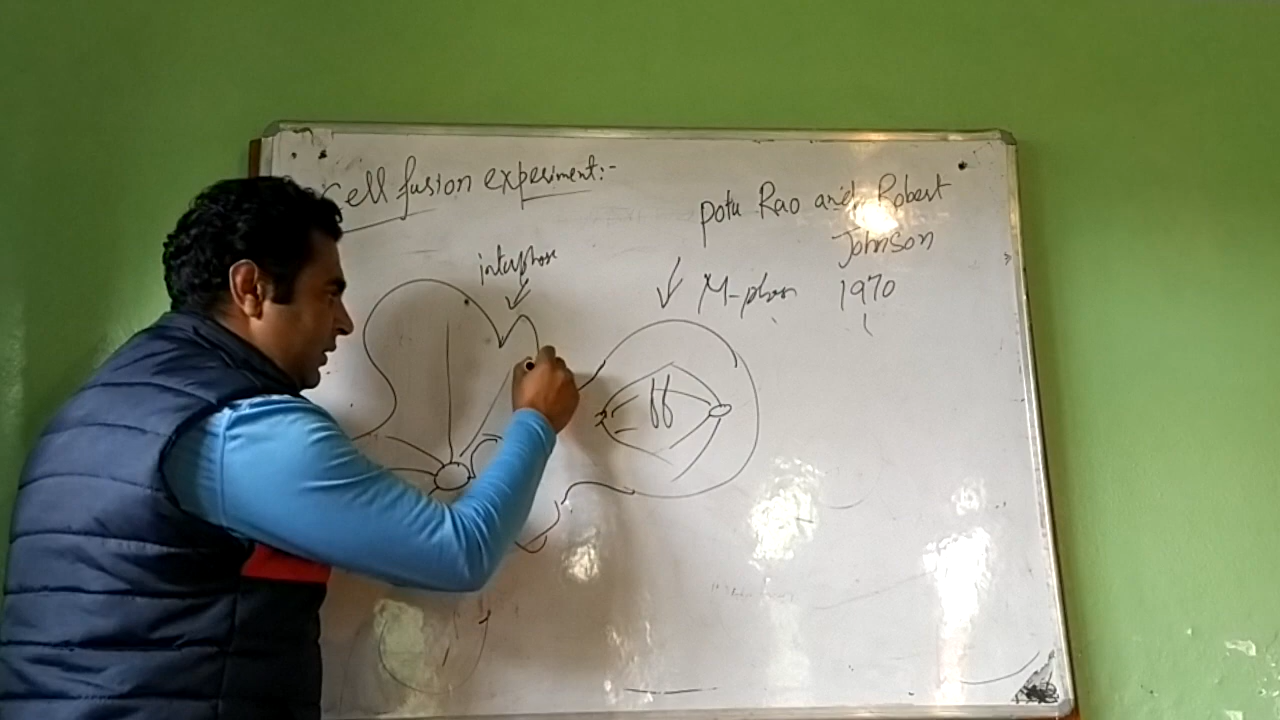 Cell fusion experiment:-
Potu Rao and Robert
Johnson
1970
interphase
M-phase